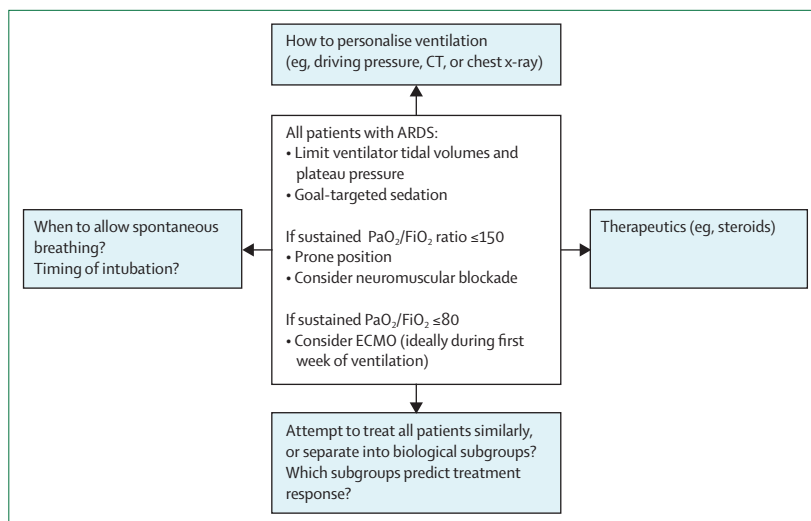 How to personalise ventilation
(eg, driving pressure, CT, or chest x-ray)
All patients with ARDS:
• Limit ventilator tidal volumes and
plateau pressure
• Goal-targeted sedation
If sustained PaO₂/FiO₂ ratio ≤150
• Prone position
• Consider neuromuscular blockade
If sustained PaO₂/FiO₂ ≤80
• Consider ECMO (ideally during first
week of ventilation)
When to allow spontaneous
breathing?
Timing of intubation?
Therapeutics (eg, steroids)
Attempt to treat all patients similarly,
or separate into biological subgroups?
Which subgroups predict treatment
response?